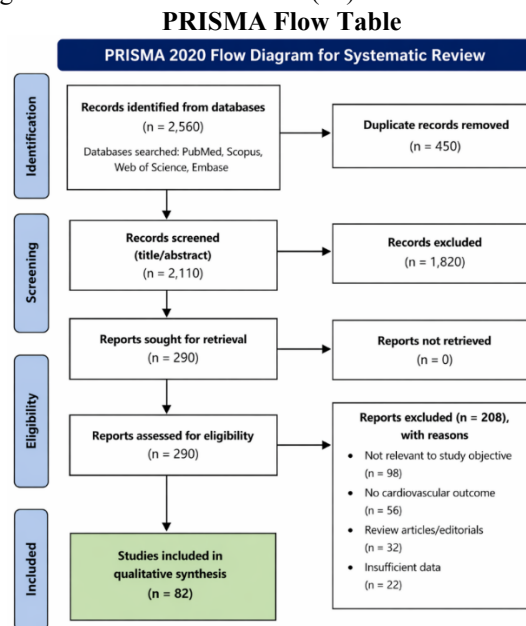 PRISMA Flow Table
PRISMA 2020 Flow Diagram for Systematic Review
Identification
Records identified from databases
(n = 2,560)
Databases searched: PubMed, Scopus,
Web of Science, Embase
Duplicate records removed
(n = 450)
Screening
Records screened
(title/abstract)
(n = 2,110)
Records excluded
(n = 1,820)
Reports sought for retrieval
(n = 290)
Reports not retrieved
(n = 0)
Eligibility
Reports assessed for eligibility
(n = 290)
Reports excluded (n = 208),
with reasons
• Not relevant to study objective
(n = 98)
• No cardiovascular outcome
(n = 56)
• Review articles/editorials
(n = 32)
• Insufficient data
(n = 22)
Included
Studies included in
qualitative synthesis
(n = 82)